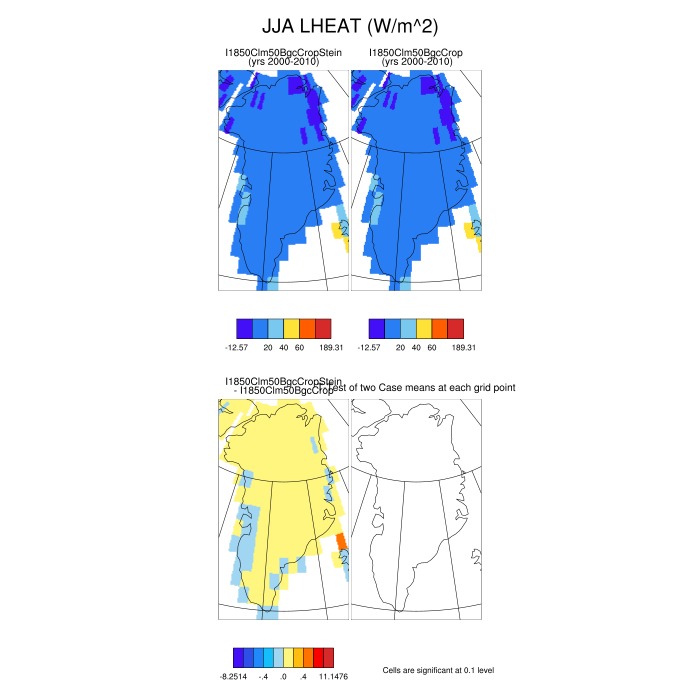 JJA LHEAT (W/m^2)
I1850Clm50BgcCropStein
(yrs 2000-2010)
I1850Clm50BgcCrop
(yrs 2000-2010)
-12.57 20 40 60 189.31
-12.57 20 40 60 189.31
I1850Clm50BgcCropStein
- I1850Clm50BgcCrop
Test of two Case means at each grid point
-8.2514 -.4 .0 .4 11.1476
Cells are significant at 0.1 level